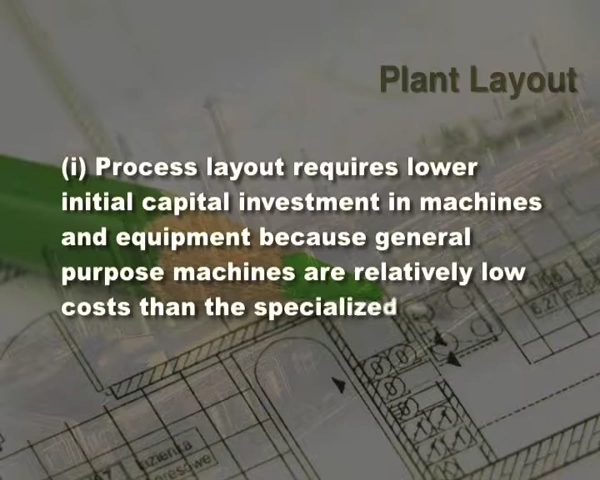 Plant Layout
(i) Process layout requires lower
initial capital investment in machines
and equipment because general
purpose machines are relatively low
costs than the specialized